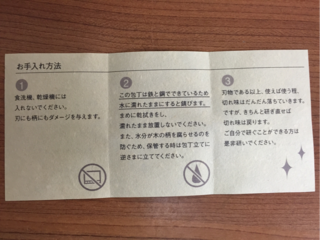 お手入れ方法
1
食洗機、乾燥機には
入れないでください。
刃にも柄にもダメージを与えます。
2
この包丁は鉄と鋼でできているため
水に濡れたままにすると錆びます。
まめに乾拭きをし、
濡れたまま放置しないでください。
また、水分が木の柄を腐らせるのを
防ぐため、保管する時は包丁立てに
逆さまに立ててください。
3
刃物である以上、使えば使う程、
切れ味はだんだん落ちていきます。
ですが、きちんと研ぎ直せば
切れ味は戻ります。
ご自分で研ぐことができる方は
是非研いでください。